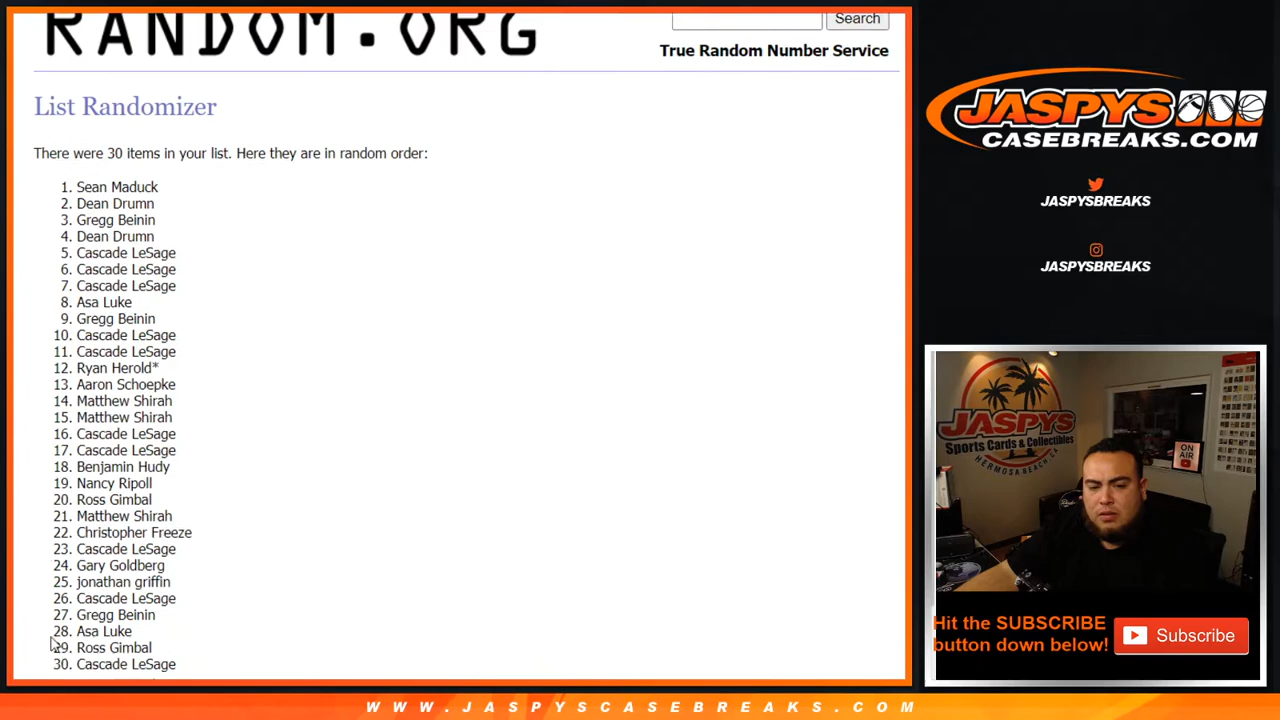 RANDOM.ORG
Search
True Random Number Service
List Randomizer
There were 30 items in your list. Here they are in random order:
1. Sean Maduck
2. Dean Drumn
3. Gregg Beinin
4. Dean Drumn
5. Cascade LeSage
6. Cascade LeSage
7. Cascade LeSage
8. Asa Luke
9. Gregg Beinin
10. Cascade LeSage
11. Cascade LeSage
12. Ryan Herold*
13. Aaron Schoepke
14. Matthew Shirah
15. Matthew Shirah
16. Cascade LeSage
17. Cascade LeSage
18. Benjamin Hudy
19. Nancy Ripoll
20. Ross Gimbal
21. Matthew Shirah
22. Christopher Freeze
23. Cascade LeSage
24. Gary Goldberg
25. jonathan griffin
26. Cascade LeSage
27. Gregg Beinin
28. Asa Luke
29. Ross Gimbal
30. Cascade LeSage
JASPYS
CASEBREAKS.COM
JASPYSBREAKS
JASPYSBREAKS
JASPYS
Sports Cards & Collectibles
HERMOSA BEACH, CA
ON AIR
Hit the SUBSCRIBE
button down below!
Subscribe
WWW.JASPYSCASEBREAKS.COM